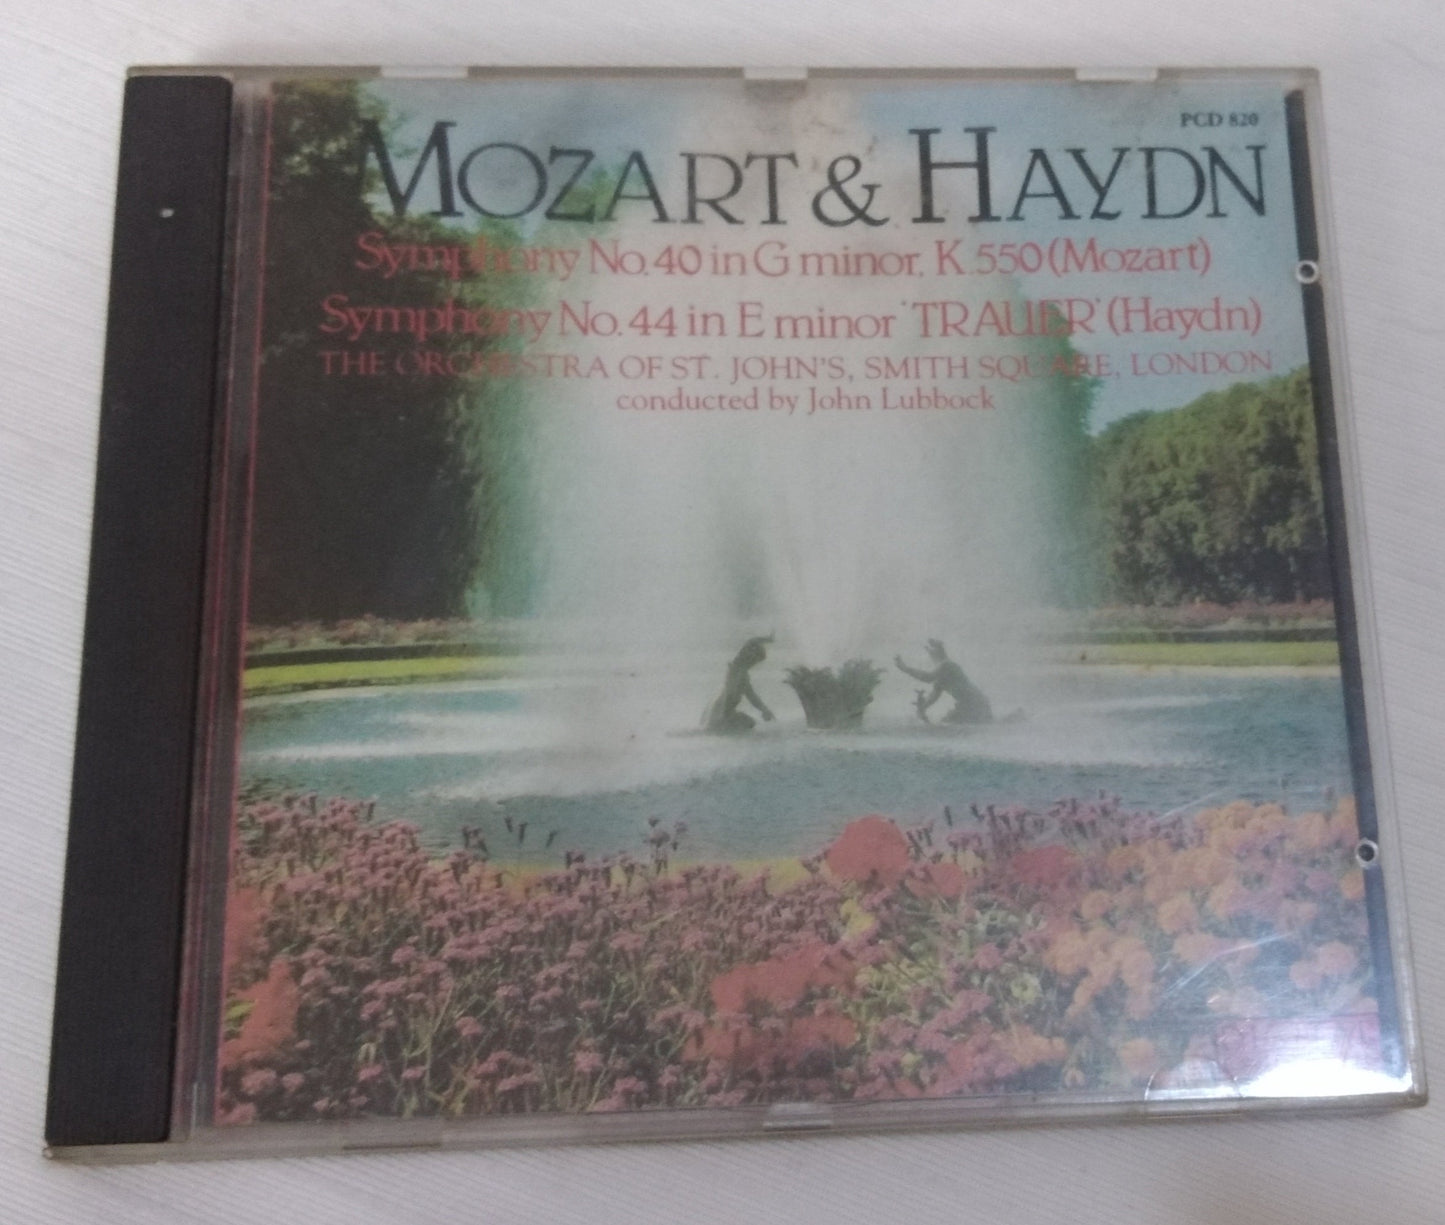 PCD 820
MOZART & HAYDN
Symphony No. 40 in G minor, K.550 (Mozart)
Symphony No. 44 in E minor 'TRAUER' (Haydn)
THE ORCHESTRA OF ST. JOHN'S, SMITH SQUARE, LONDON
conducted by John Lubbock